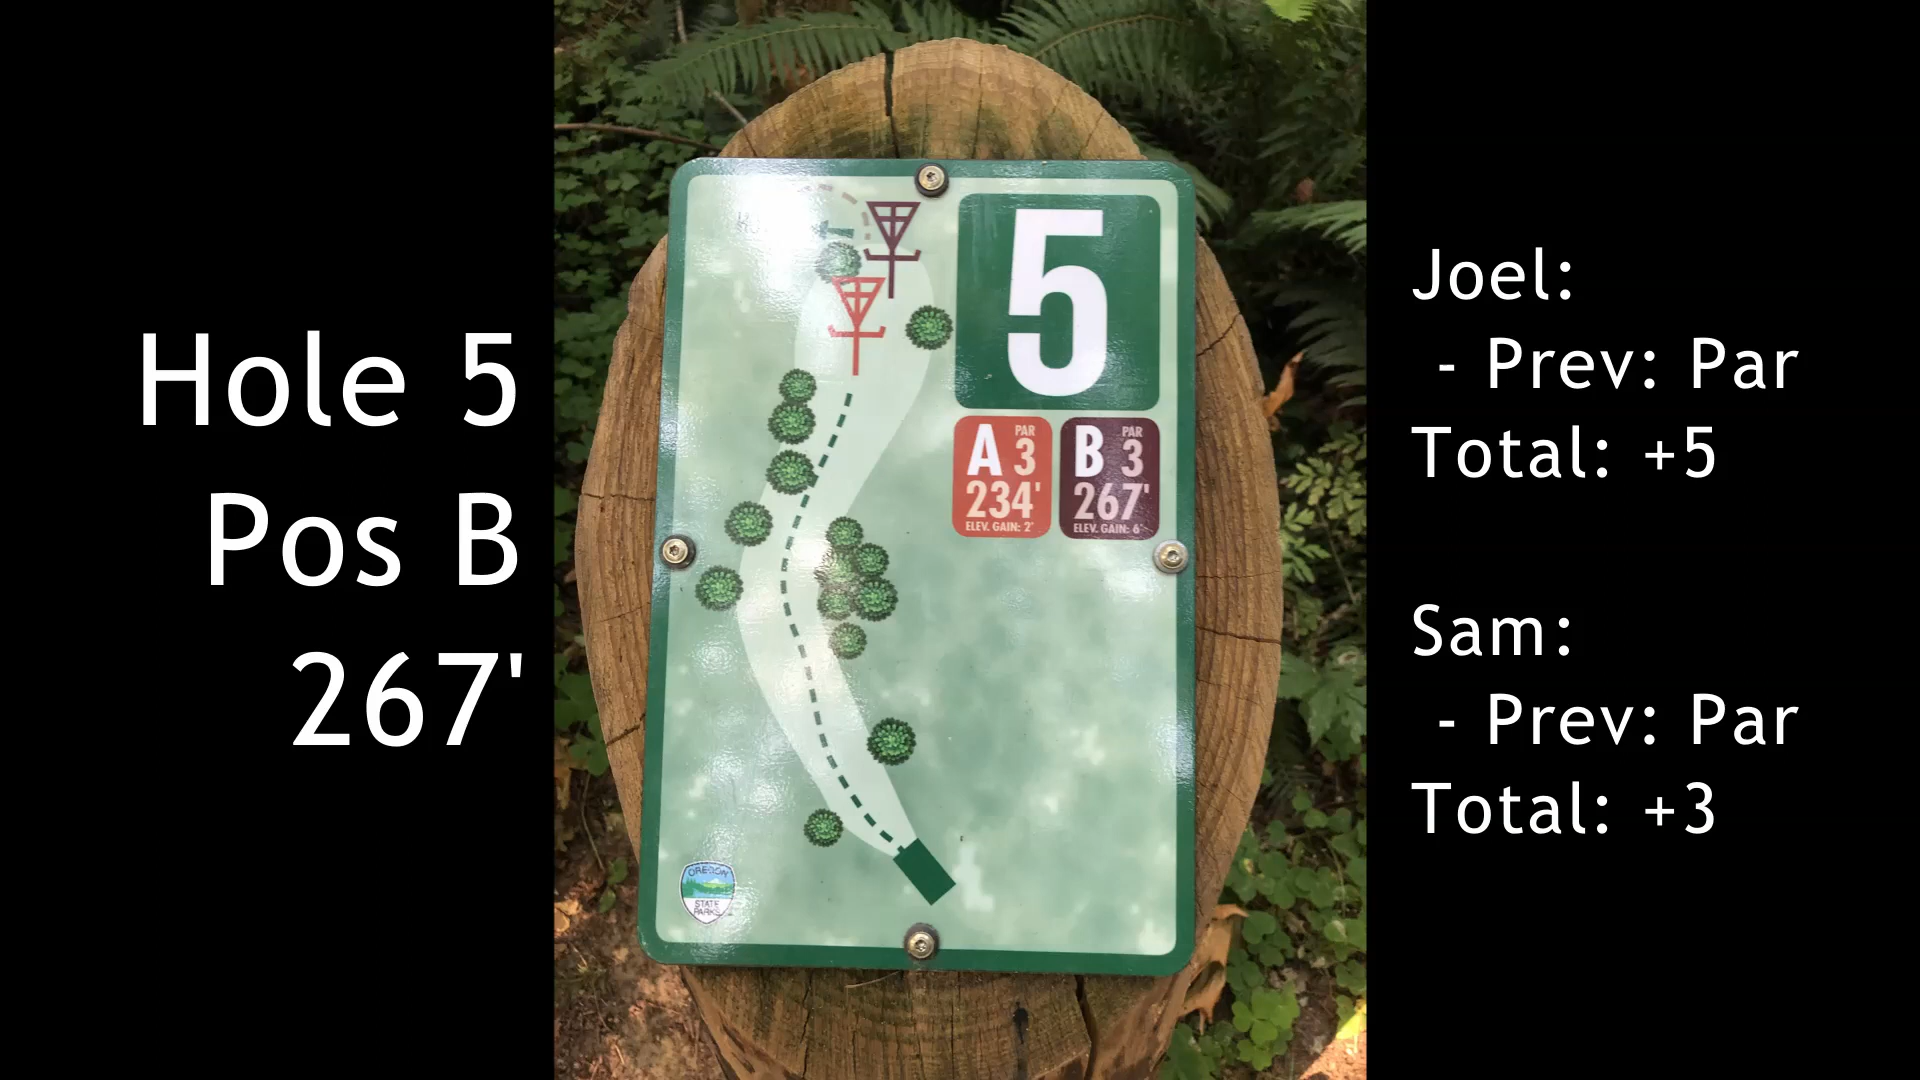 Hole 5
Pos B
267'
5
A PAR 3
234'
ELEV. GAIN: 2'
B PAR 3
267'
ELEV. GAIN: 6'
OREGON
STATE
PARKS
Joel:
- Prev: Par
Total: +5
Sam:
- Prev: Par
Total: +3